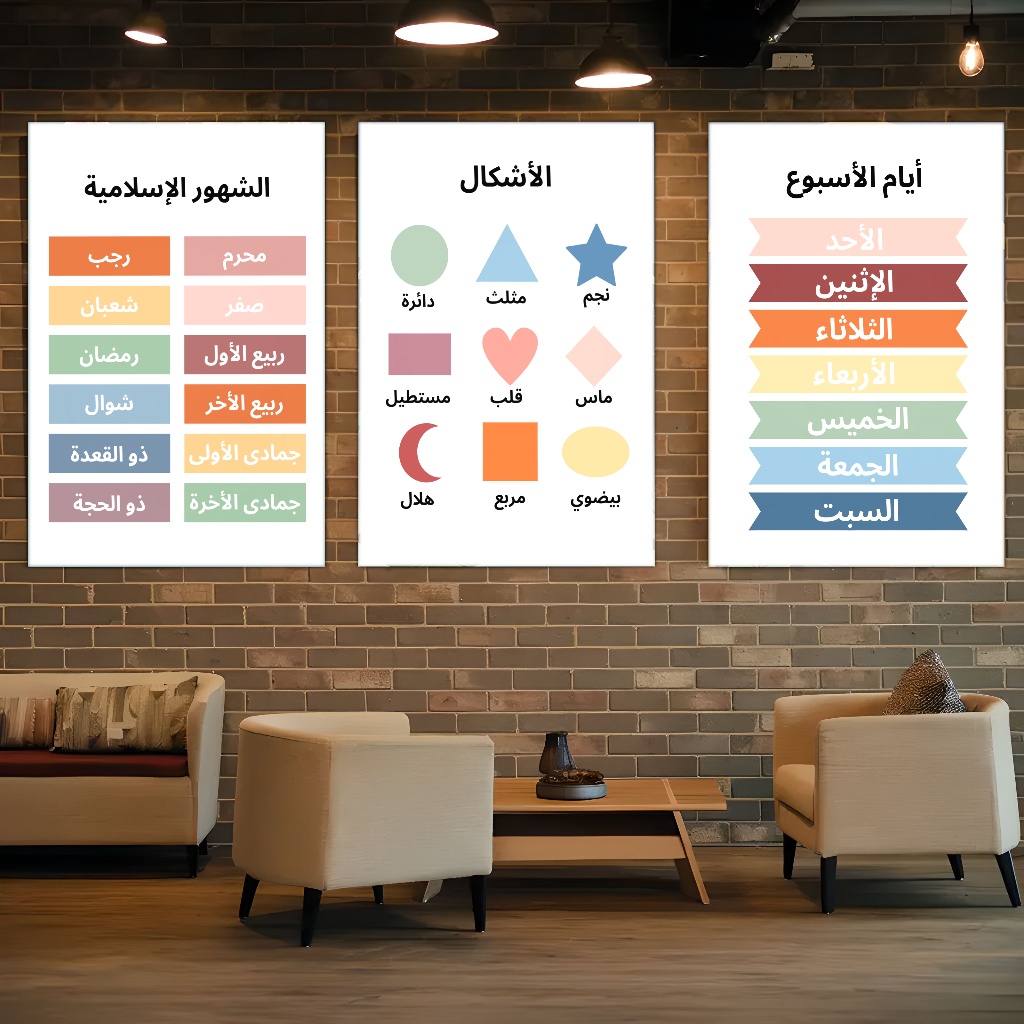 أيام الأسبوع
الأحد
الإثنين
الثلاثاء
الأربعاء
الخميس
الجمعة
السبت
الأشكال
نجم
مثلث
دائرة
ماس
قلب
مستطيل
بيضوي
مربع
هلال
الشهور الإسلامية
محرم
صفر
ربيع الأول
ربيع الأخر
جمادى الأولى
جمادى الأخرة
رجب
شعبان
رمضان
شوال
ذو القعدة
ذو الحجة